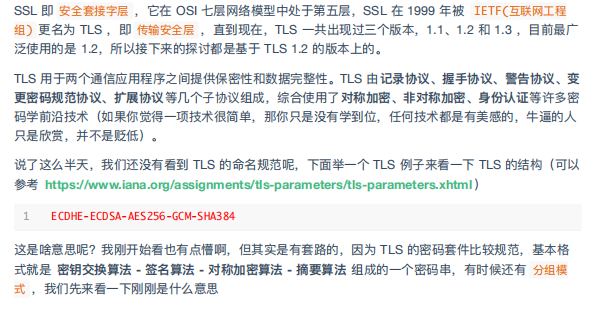 SSL 即 安全套接字层 ，它在 OSI 七层网络模型中处于第五层，SSL 在 1999 年被 IETF(互联网工程
组) 更名为 TLS ，即 传输安全层 ，直到现在，TLS 一共出现过三个版本，1.1、1.2 和 1.3 ，目前最广
泛使用的是 1.2，所以接下来的探讨都是基于 TLS 1.2 的版本上的。
TLS 用于两个通信应用程序之间提供保密性和数据完整性。TLS 由记录协议、握手协议、警告协议、变
更密码规范协议、扩展协议等几个子协议组成，综合使用了对称加密、非对称加密、身份认证等许多密
码学前沿技术（如果你觉得一项技术很简单，那你只是没有学到位，任何技术都是有美感的，牛逼的人
只是欣赏，并不是贬低）。
说了这么半天，我们还没有看到 TLS 的命名规范呢，下面举一个 TLS 例子来看一下 TLS 的结构（可以
参考 https://www.iana.org/assignments/tls-parameters/tls-parameters.xhtml）
1 ECDHE-ECDSA-AES256-GCM-SHA384
这是啥意思呢？我刚开始看也有点懵啊，但其实是有套路的，因为 TLS 的密码套件比较规范，基本格
式就是 密钥交换算法 - 签名算法 - 对称加密算法 - 摘要算法 组成的一个密码串，有时候还有 分组模
式 ，我们先来看一下刚刚是什么意思